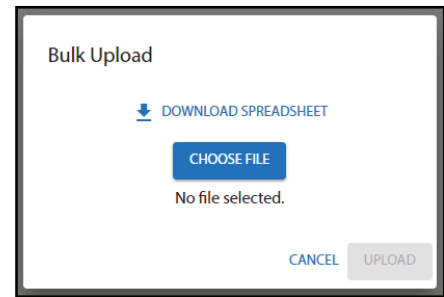 Bulk Upload
DOWNLOAD SPREADSHEET
CHOOSE FILE
No file selected.
CANCEL UPLOAD